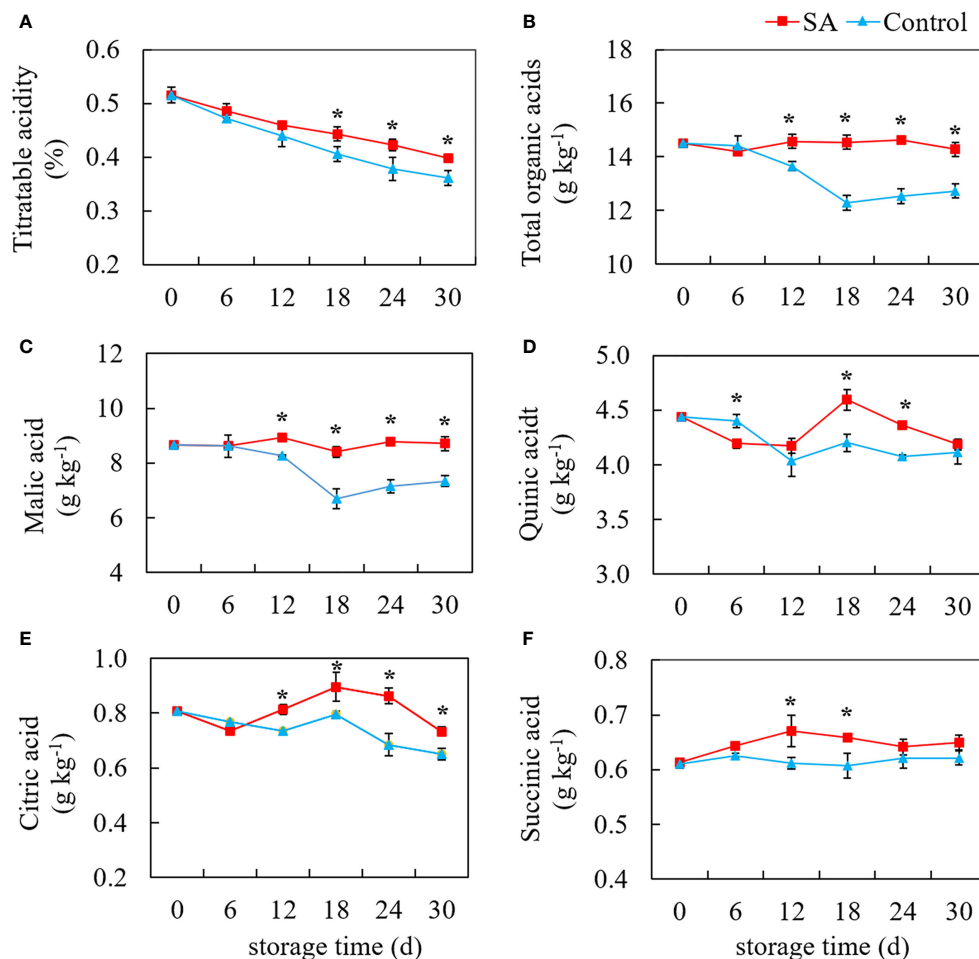 A
B
SA Control
Titratable acidity
(%)
0.6
0.5
0.4
0.3
0.2
* * *
0 6 12 18 24 30
Total organic acids
(g kg⁻¹)
18
16
14
12
10
* * * *
0 6 12 18 24 30
C
D
Malic acid
(g kg⁻¹)
12
10
8
6
4
* * * *
0 6 12 18 24 30
Quinic acidt
(g kg⁻¹)
5.0
4.5
4.0
3.5
3.0
* * *
0 6 12 18 24 30
E
F
Citric acid
(g kg⁻¹)
1.0
0.8
0.6
0.4
0.2
* * * *
0 6 12 18 24 30
storage time (d)
Succinic acid
(g kg⁻¹)
0.8
0.7
0.6
0.5
0.4
* *
0 6 12 18 24 30
storage time (d)